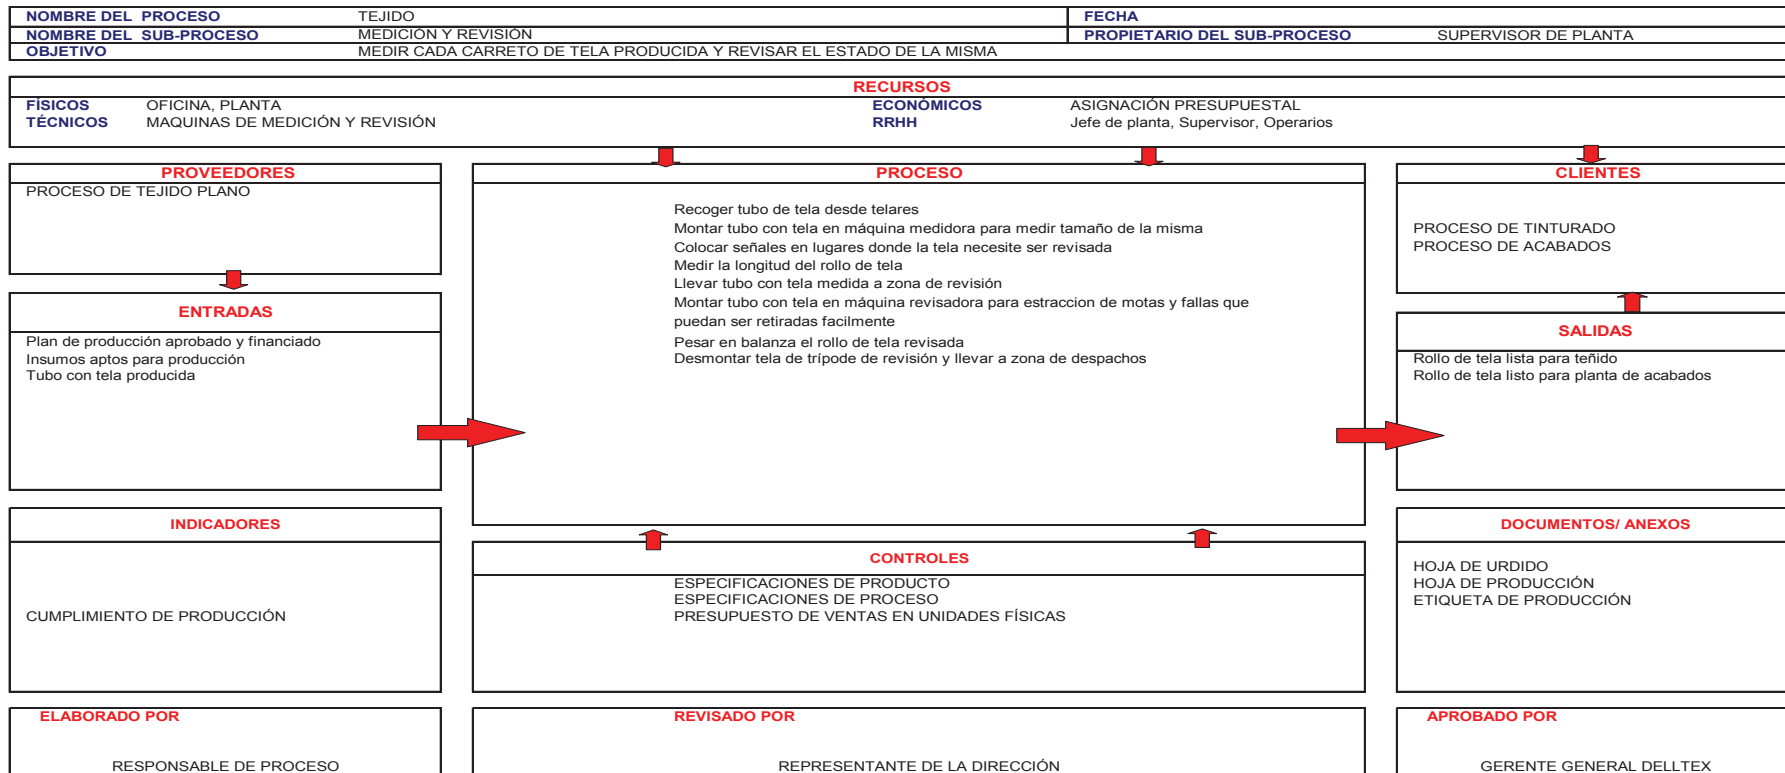 NOMBRE DEL PROCESO TEJIDO FECHA
NOMBRE DEL SUB-PROCESO MEDICIÓN Y REVISIÓN PROPIETARIO DEL SUB-PROCESO SUPERVISOR DE PLANTA
OBJETIVO MEDIR CADA CARRETO DE TELA PRODUCIDA Y REVISAR EL ESTADO DE LA MISMA
RECURSOS
FÍSICOS OFICINA, PLANTA ECONÓMICOS ASIGNACIÓN PRESUPUESTAL
TÉCNICOS MAQUINAS DE MEDICIÓN Y REVISIÓN RRHH Jefe de planta, Supervisor, Operarios
PROVEEDORES
PROCESO DE TEJIDO PLANO
ENTRADAS
Plan de producción aprobado y financiado
Insumos aptos para producción
Tubo con tela producida
PROCESO
Recoger tubo de tela desde telares
Montar tubo con tela en máquina medidora para medir tamaño de la misma
Colocar señales en lugares donde la tela necesite ser revisada
Medir la longitud del rollo de tela
Llevar tubo con tela medida a zona de revisión
Montar tubo con tela en máquina revisadora para estraccion de motas y fallas que
puedan ser retiradas facilmente
Pesar en balanza el rollo de tela revisada
Desmontar tela de trípode de revisión y llevar a zona de despachos
CLIENTES
PROCESO DE TINTURADO
PROCESO DE ACABADOS
SALIDAS
Rollo de tela lista para teñido
Rollo de tela listo para planta de acabados
INDICADORES
CUMPLIMIENTO DE PRODUCCIÓN
CONTROLES
ESPECIFICACIONES DE PRODUCTO
ESPECIFICACIONES DE PROCESO
PRESUPUESTO DE VENTAS EN UNIDADES FÍSICAS
DOCUMENTOS/ ANEXOS
HOJA DE URDIDO
HOJA DE PRODUCCIÓN
ETIQUETA DE PRODUCCIÓN
ELABORADO POR
RESPONSABLE DE PROCESO
REVISADO POR
REPRESENTANTE DE LA DIRECCIÓN
APROBADO POR
GERENTE GENERAL DELLTEX